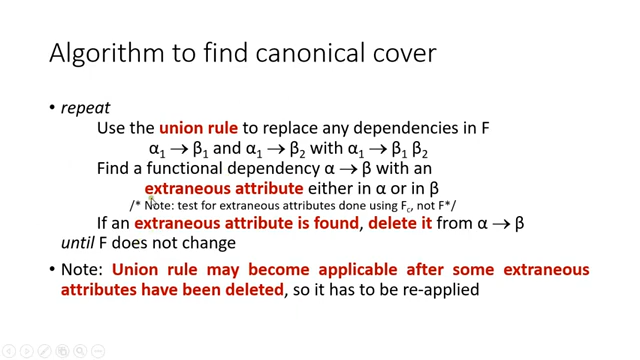 Algorithm to find canonical cover
• repeat
Use the union rule to replace any dependencies in F
α1 → β1 and α1 → β2 with α1 → β1 β2
Find a functional dependency α → β with an
extraneous attribute either in α or in β
/* Note: test for extraneous attributes done using Fc, not F*/
If an extraneous attribute is found, delete it from α → β
until F does not change
• Note: Union rule may become applicable after some extraneous
attributes have been deleted, so it has to be re-applied